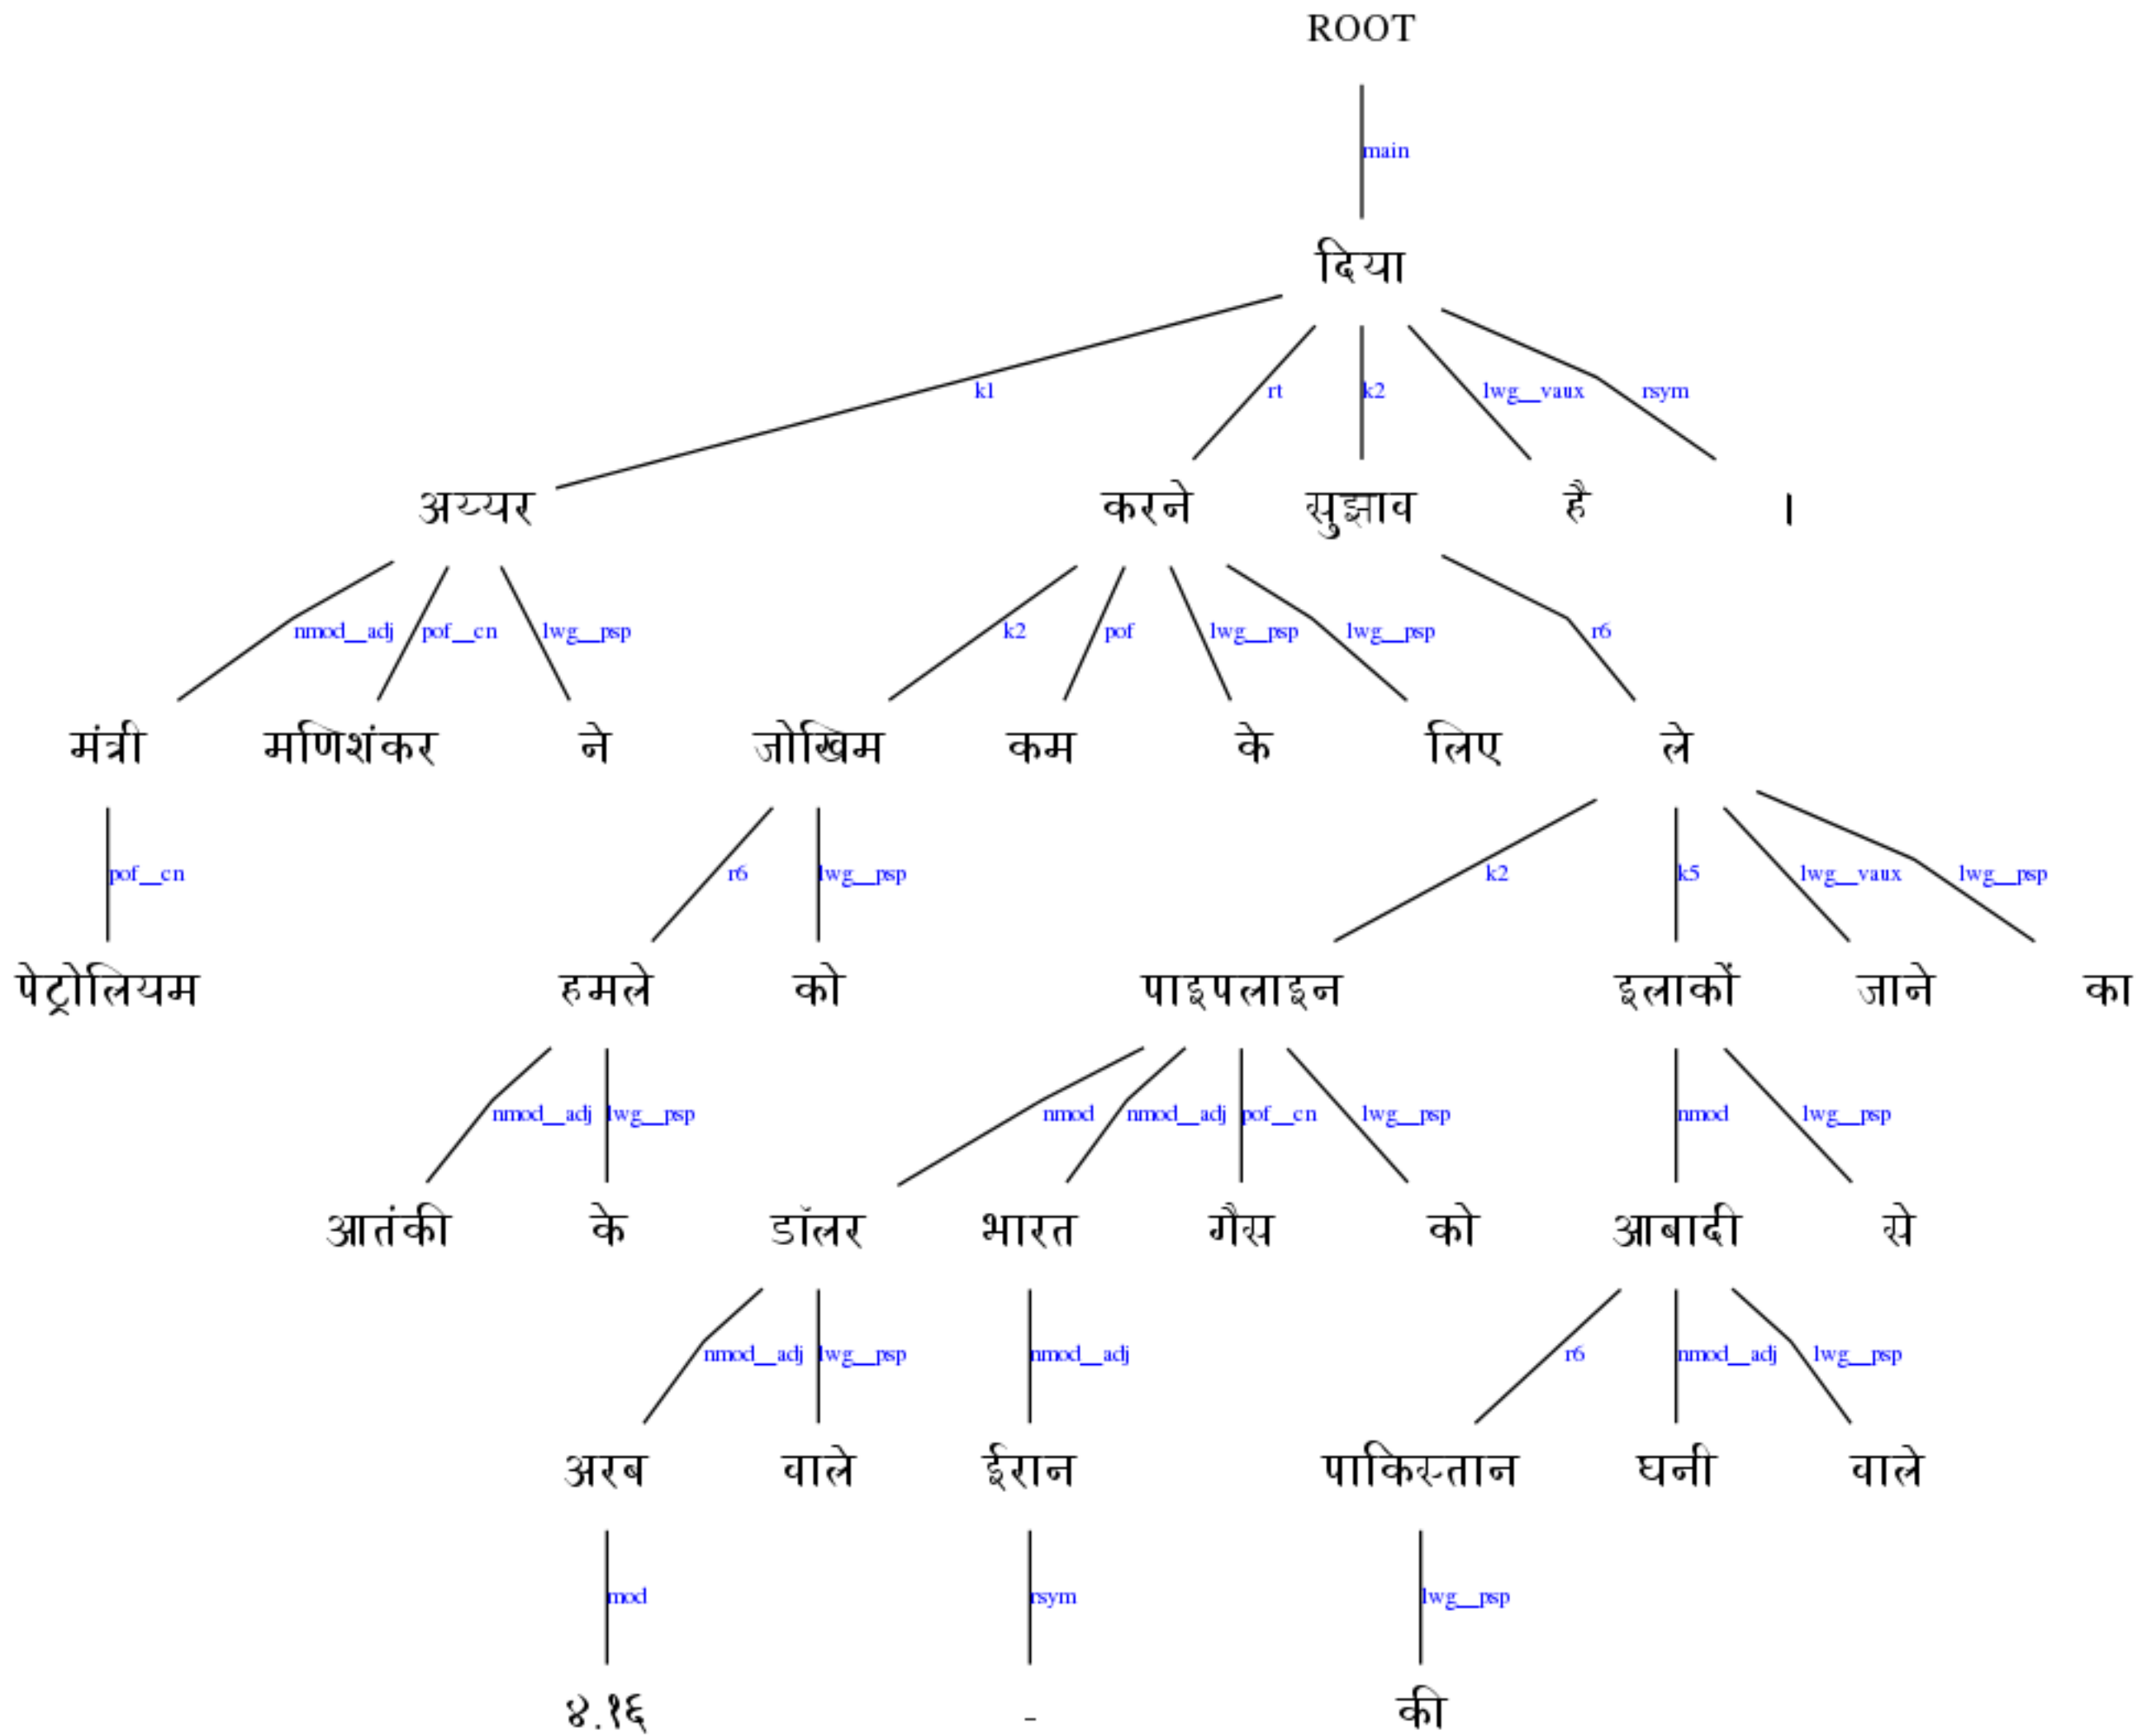 ROOT
main
दिया
k1 rt k2 lwg__vaux rsym
अय्यर करने सुझाव है ।
nmod__adj pof__cn lwg__psp k2 pof lwg__psp lwg__psp r6
मंत्री मणिशंकर ने जोखिम कम के लिए ले
pof__cn r6 lwg__psp k2 k5 lwg__vaux lwg__psp
पेट्रोलियम हमले को पाइपलाइन इलाकों जाने का
nmod__adj lwg__psp nmod nmod__adj pof__cn lwg__psp nmod lwg__psp
आतंकी के डॉलर भारत गैस को आबादी से
nmod__adj lwg__psp nmod__adj r6 nmod__adj lwg__psp
अरब वाले ईरान पाकिस्तान घनी वाले
mod rsym lwg__psp
४.१६ - की